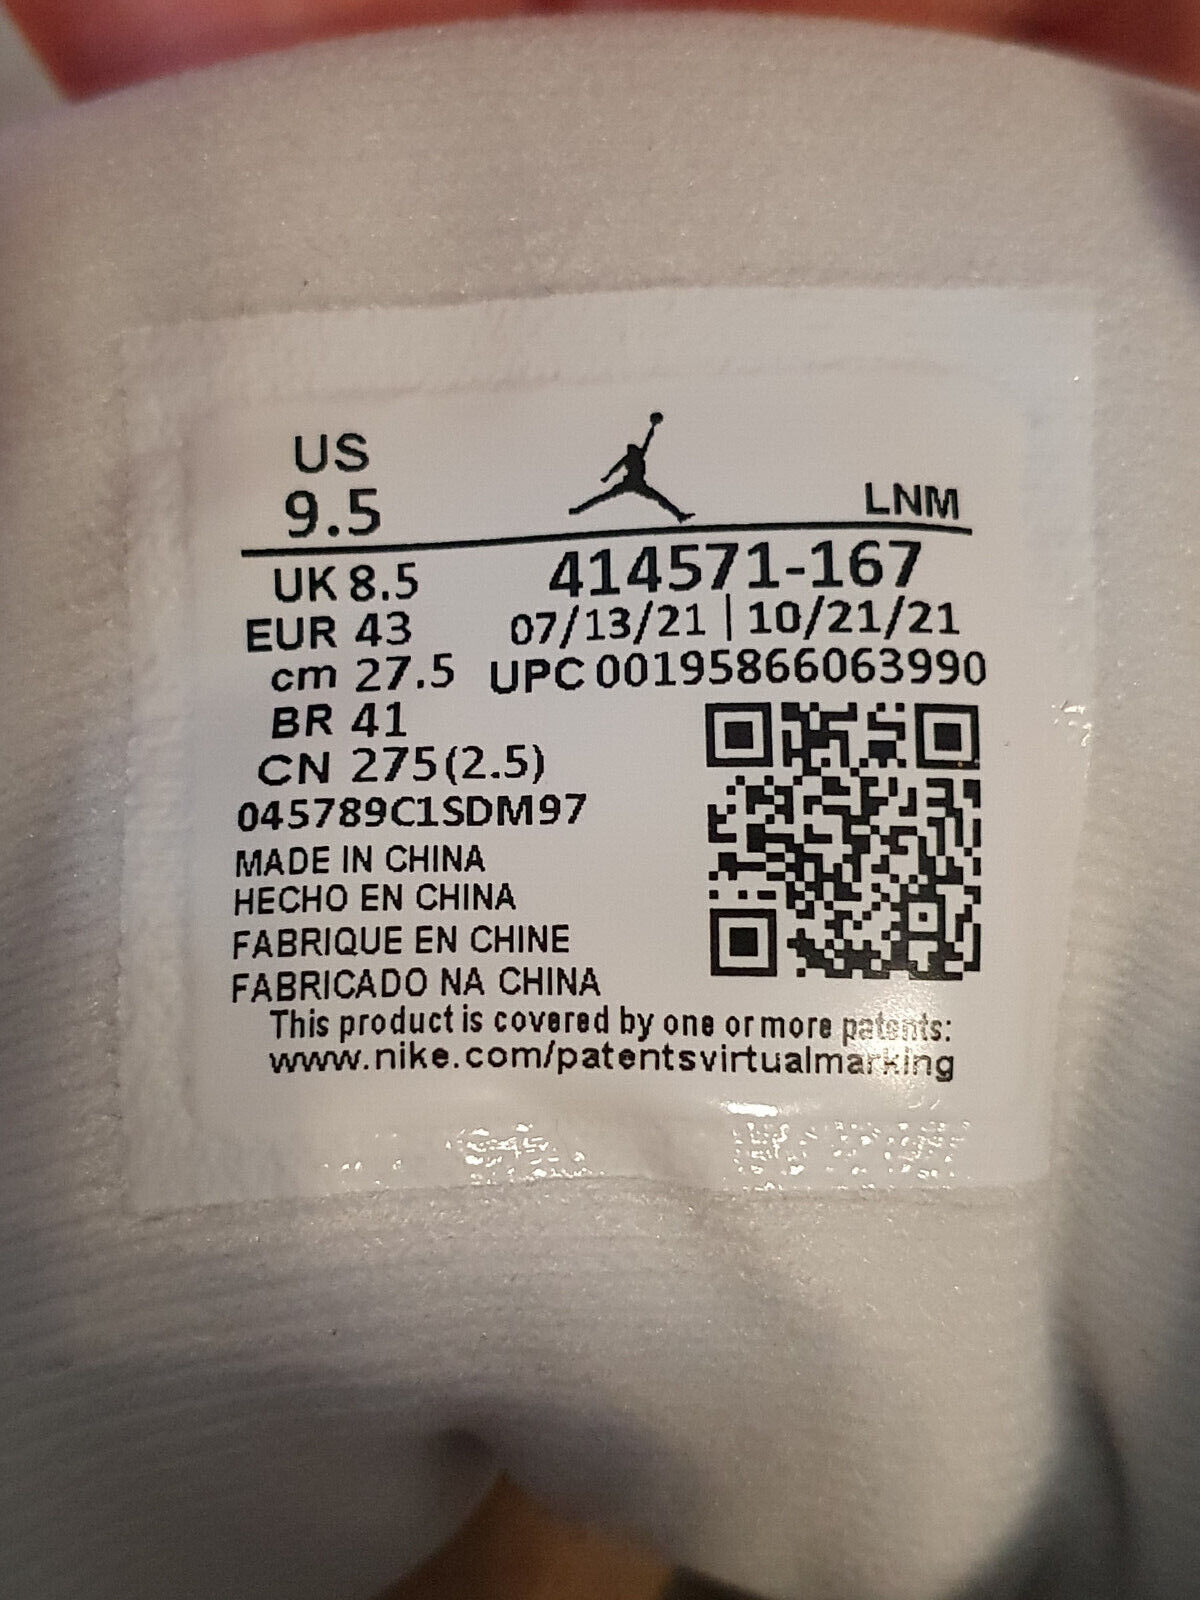 US
9.5
LNM
UK 8.5
414571-167
EUR 43
07/13/21 | 10/21/21
cm 27.5
UPC 00195866063990
BR 41
CN 275(2.5)
045789C1SDM97
MADE IN CHINA
HECHO EN CHINA
FABRIQUE EN CHINE
FABRICADO NA CHINA
This product is covered by one or more patents:
www.nike.com/patentsvirtualmarking